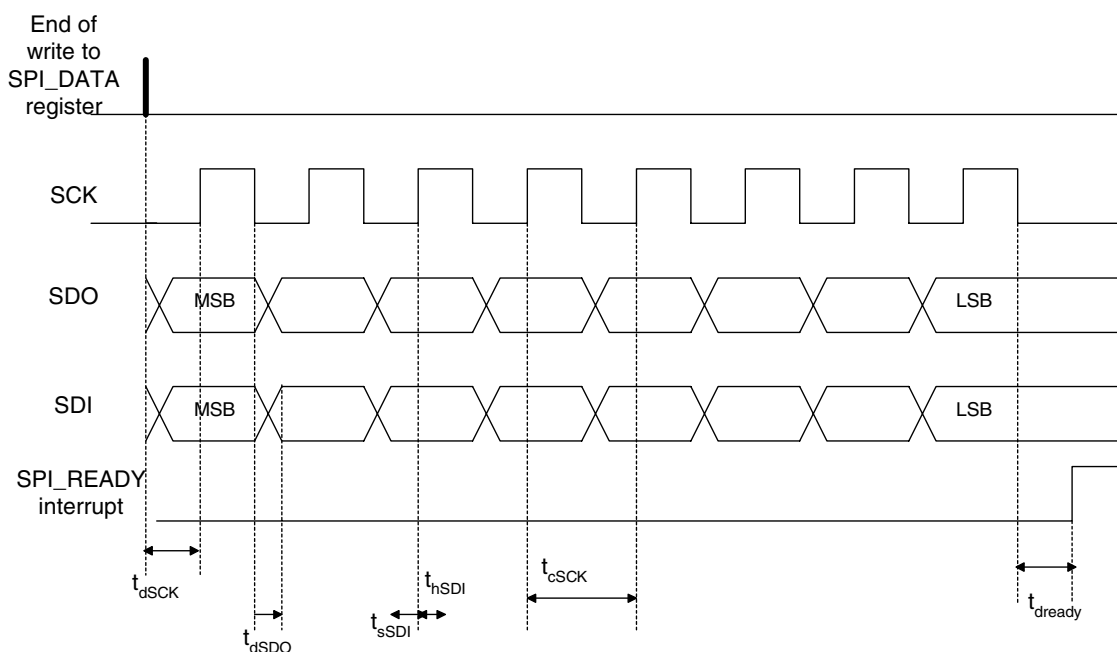 End of
write to
SPI_DATA
register
SCK
SDO
MSB
LSB
SDI
MSB
LSB
SPI_READY
interrupt
tdSCK
tdSDO
tsSDI
thSDI
tcSCK
tdready